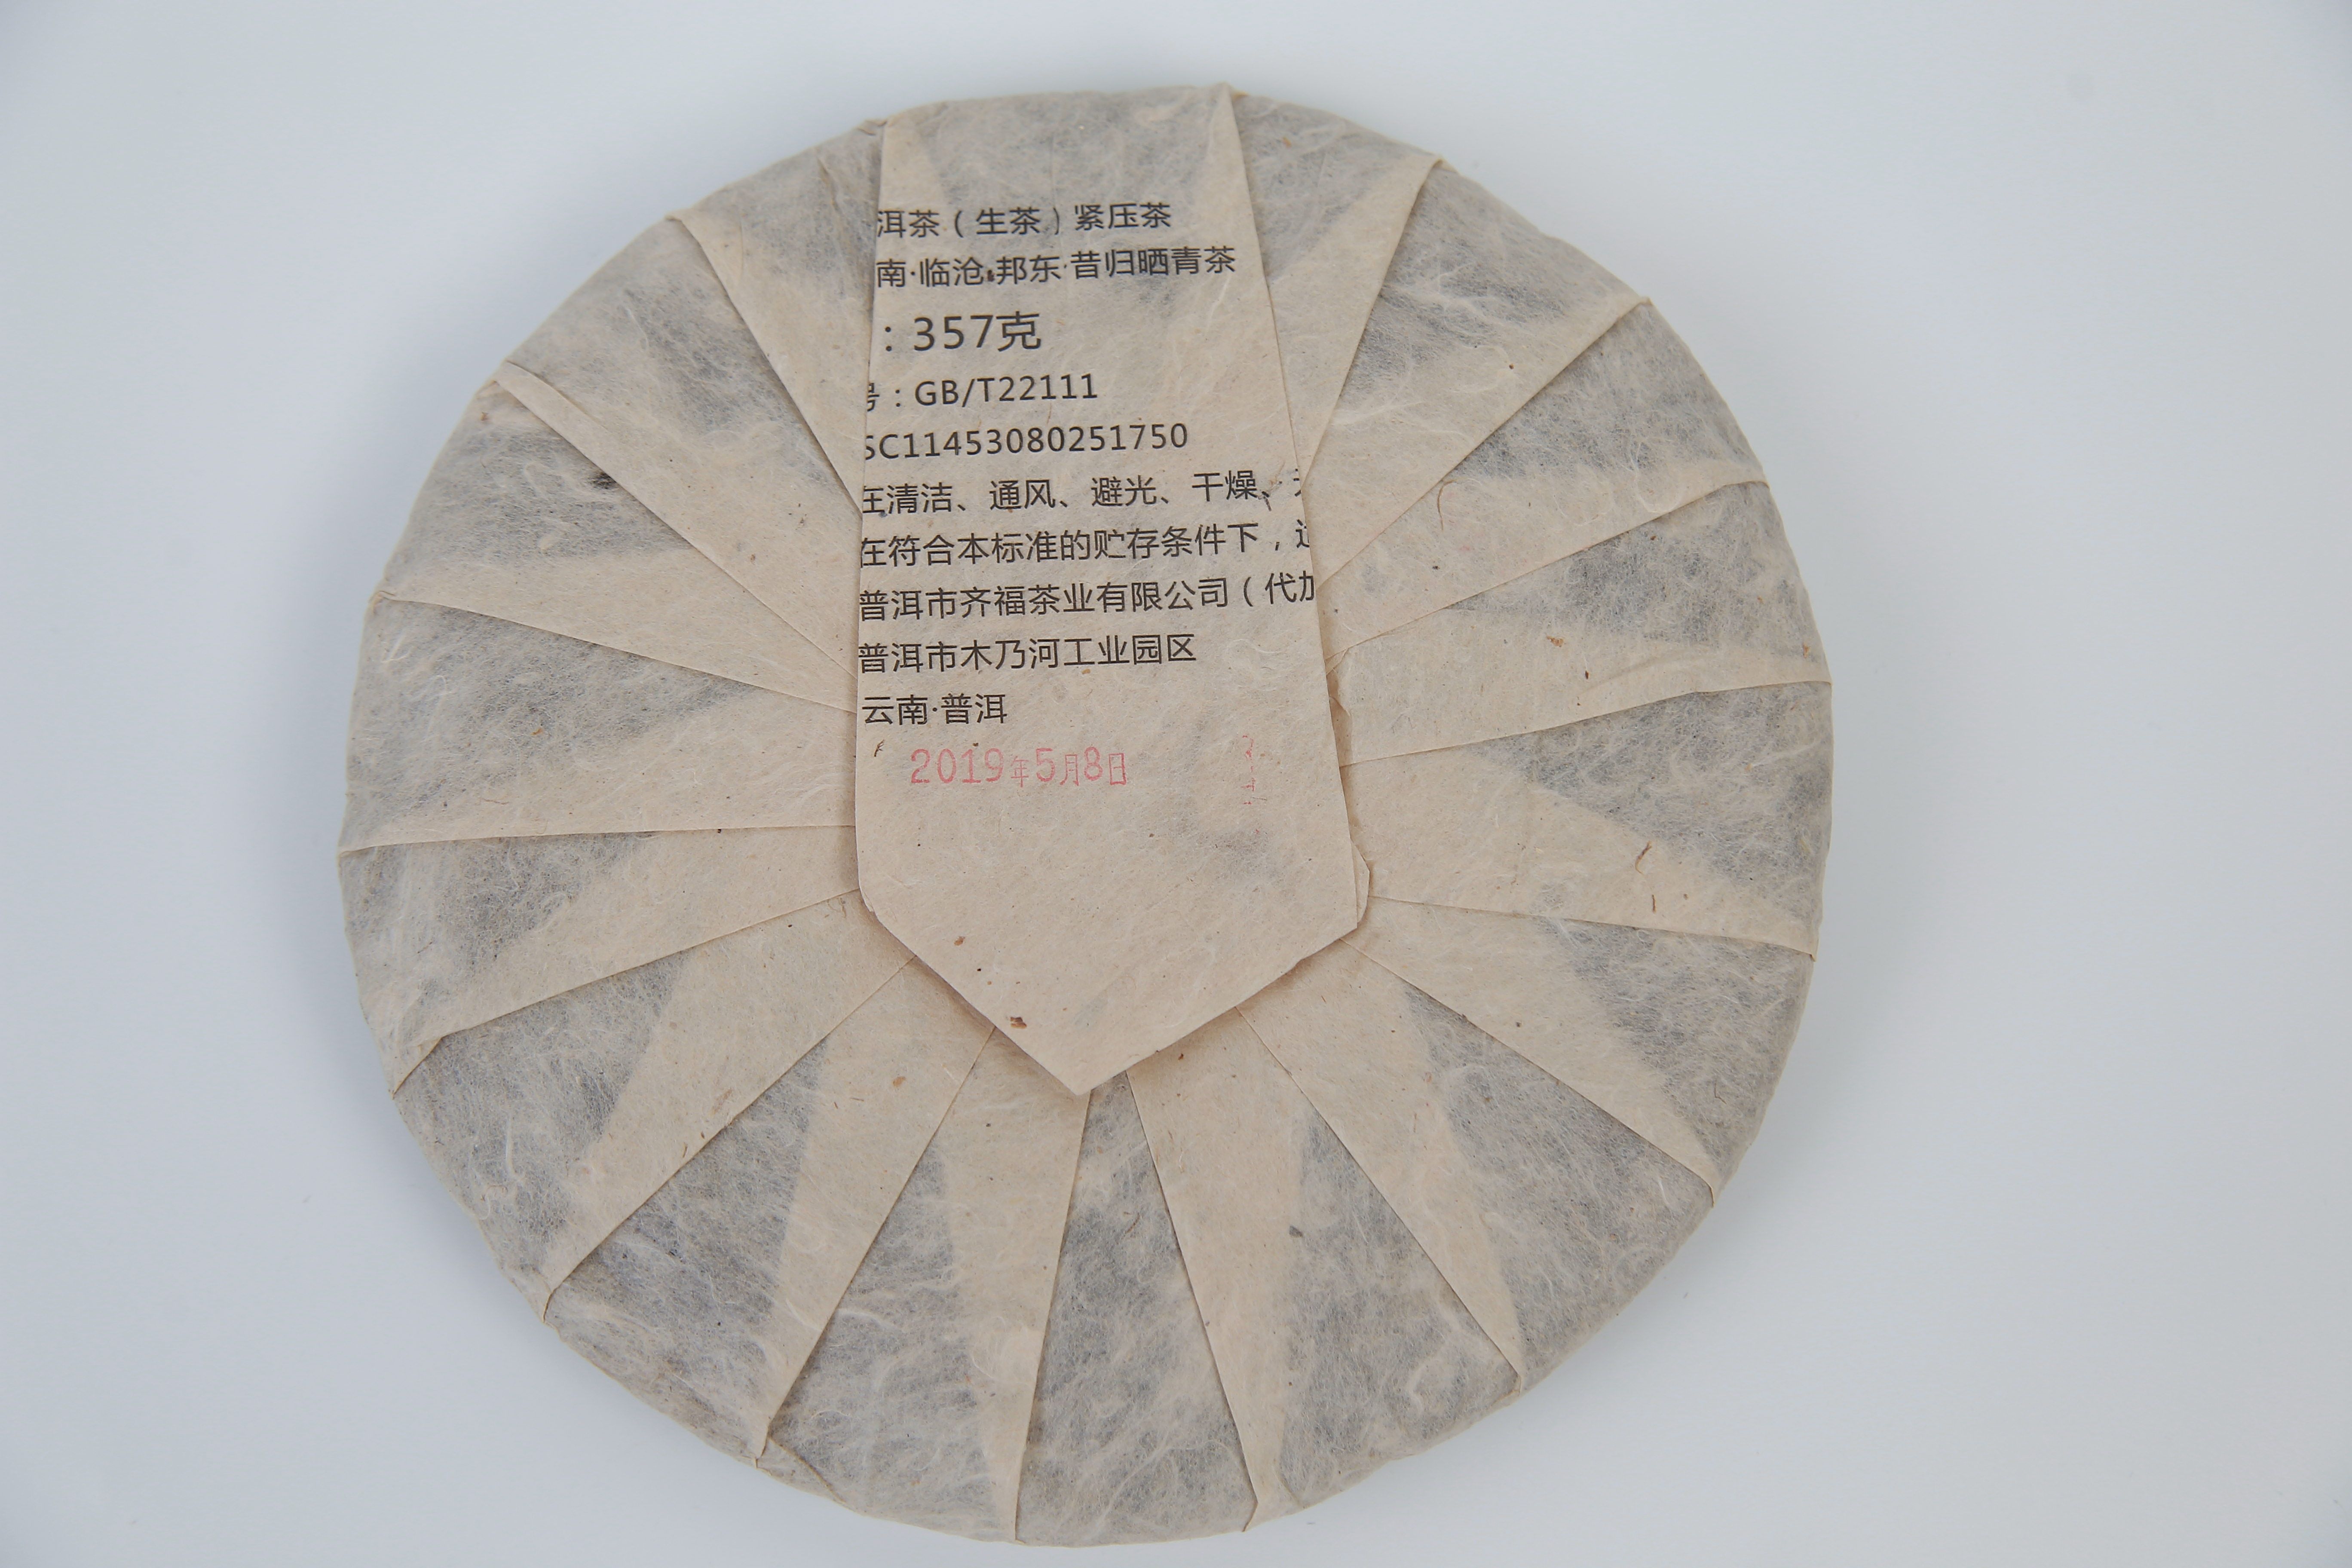 洱茶（生茶）紧压茶
南·临沧·邦东·昔归晒青茶
：357克
号：GB/T22111
SC11453080251750
在清洁、通风、避光、干燥、
在符合本标准的贮存条件下，
普洱市齐福茶业有限公司（代加
普洱市木乃河工业园区
云南·普洱
2019年5月8日